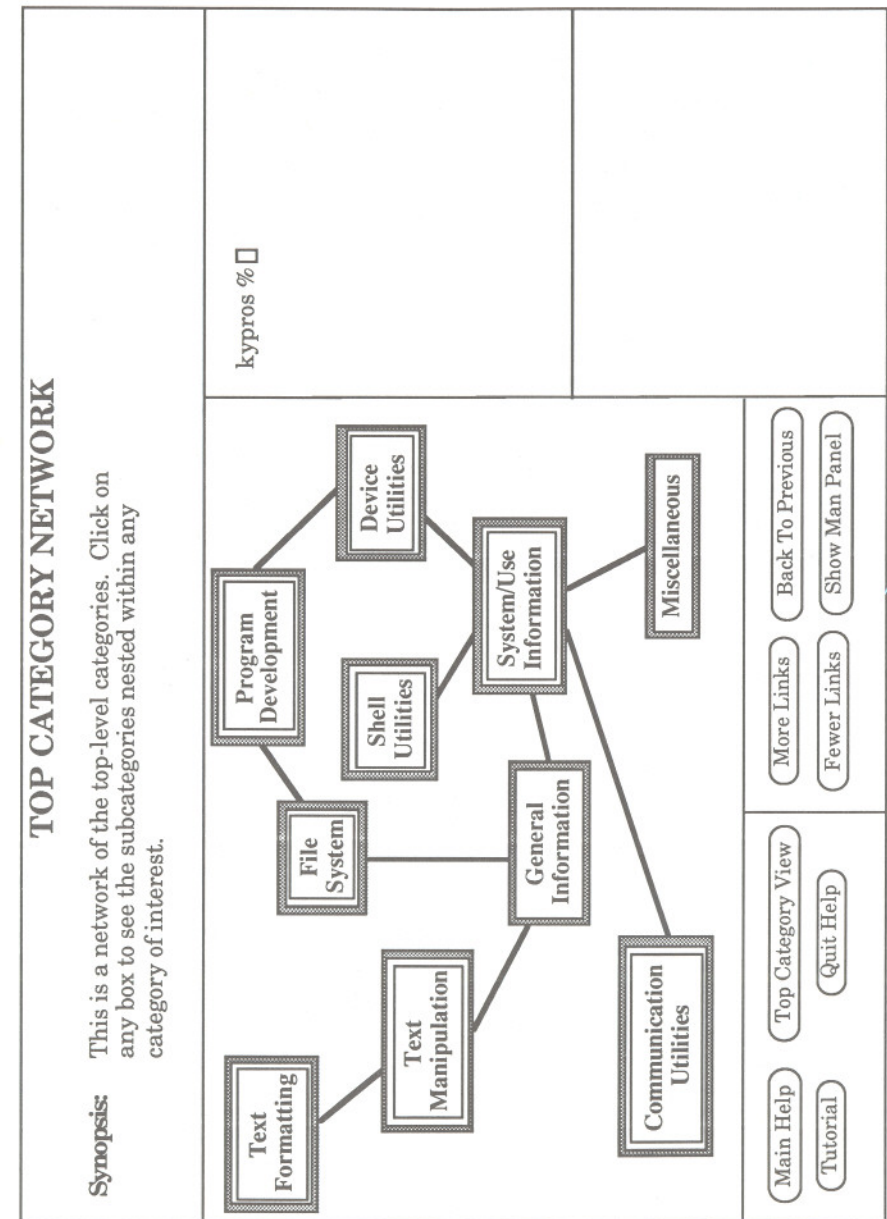 TOP CATEGORY NETWORK
Synopsis: This is a network of the top-level categories. Click on
any box to see the subcategories nested within any
category of interest.
Text
Formatting
Text
Manipulation
File
System
Program
Development
Shell
Utilities
Device
Utilities
General
Information
System/Use
Information
Communication
Utilities
Miscellaneous
kypros %
Main Help
Top Category View
Tutorial
Quit Help
More Links
Back To Previous
Fewer Links
Show Man Panel